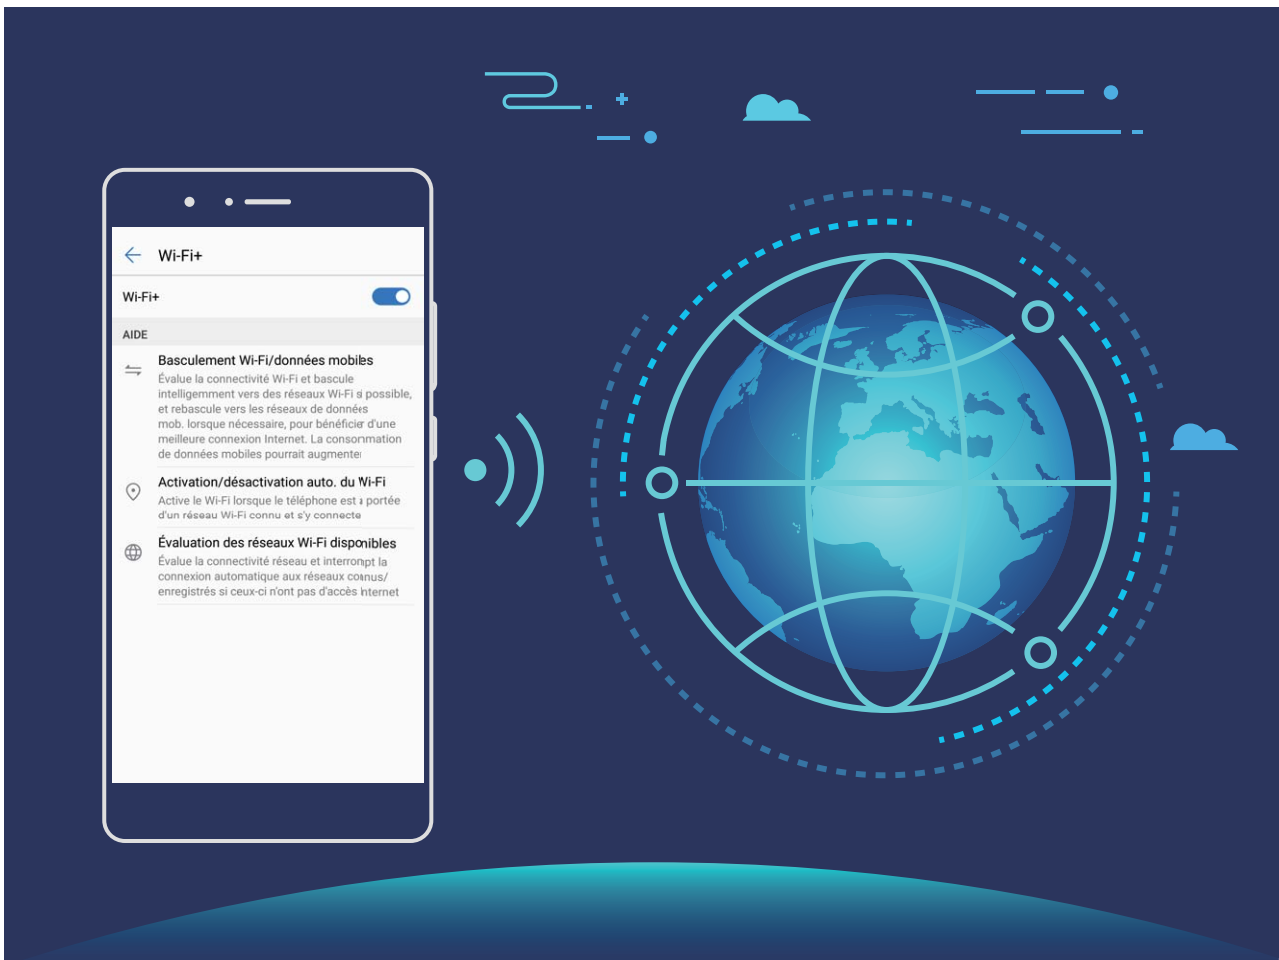 Wi-Fi+
Wi-Fi+
AIDE
Basculement Wi-Fi/données mobiles
Évalue la connectivité Wi-Fi et bascule
intelligemment vers des réseaux Wi-Fi si possible,
et rebascule vers les réseaux de données
mob. lorsque nécessaire, pour bénéficier d'une
meilleure connexion Internet. La consommation
de données mobiles pourrait augmenter
Activation/désactivation auto. du Wi-Fi
Active le Wi-Fi lorsque le téléphone est à portée
d'un réseau Wi-Fi connu et s'y connecte
Évaluation des réseaux Wi-Fi disponibles
Évalue la connectivité réseau et interrompt la
connexion automatique aux réseaux connus/
enregistrés si ceux-ci n'ont pas d'accès Internet